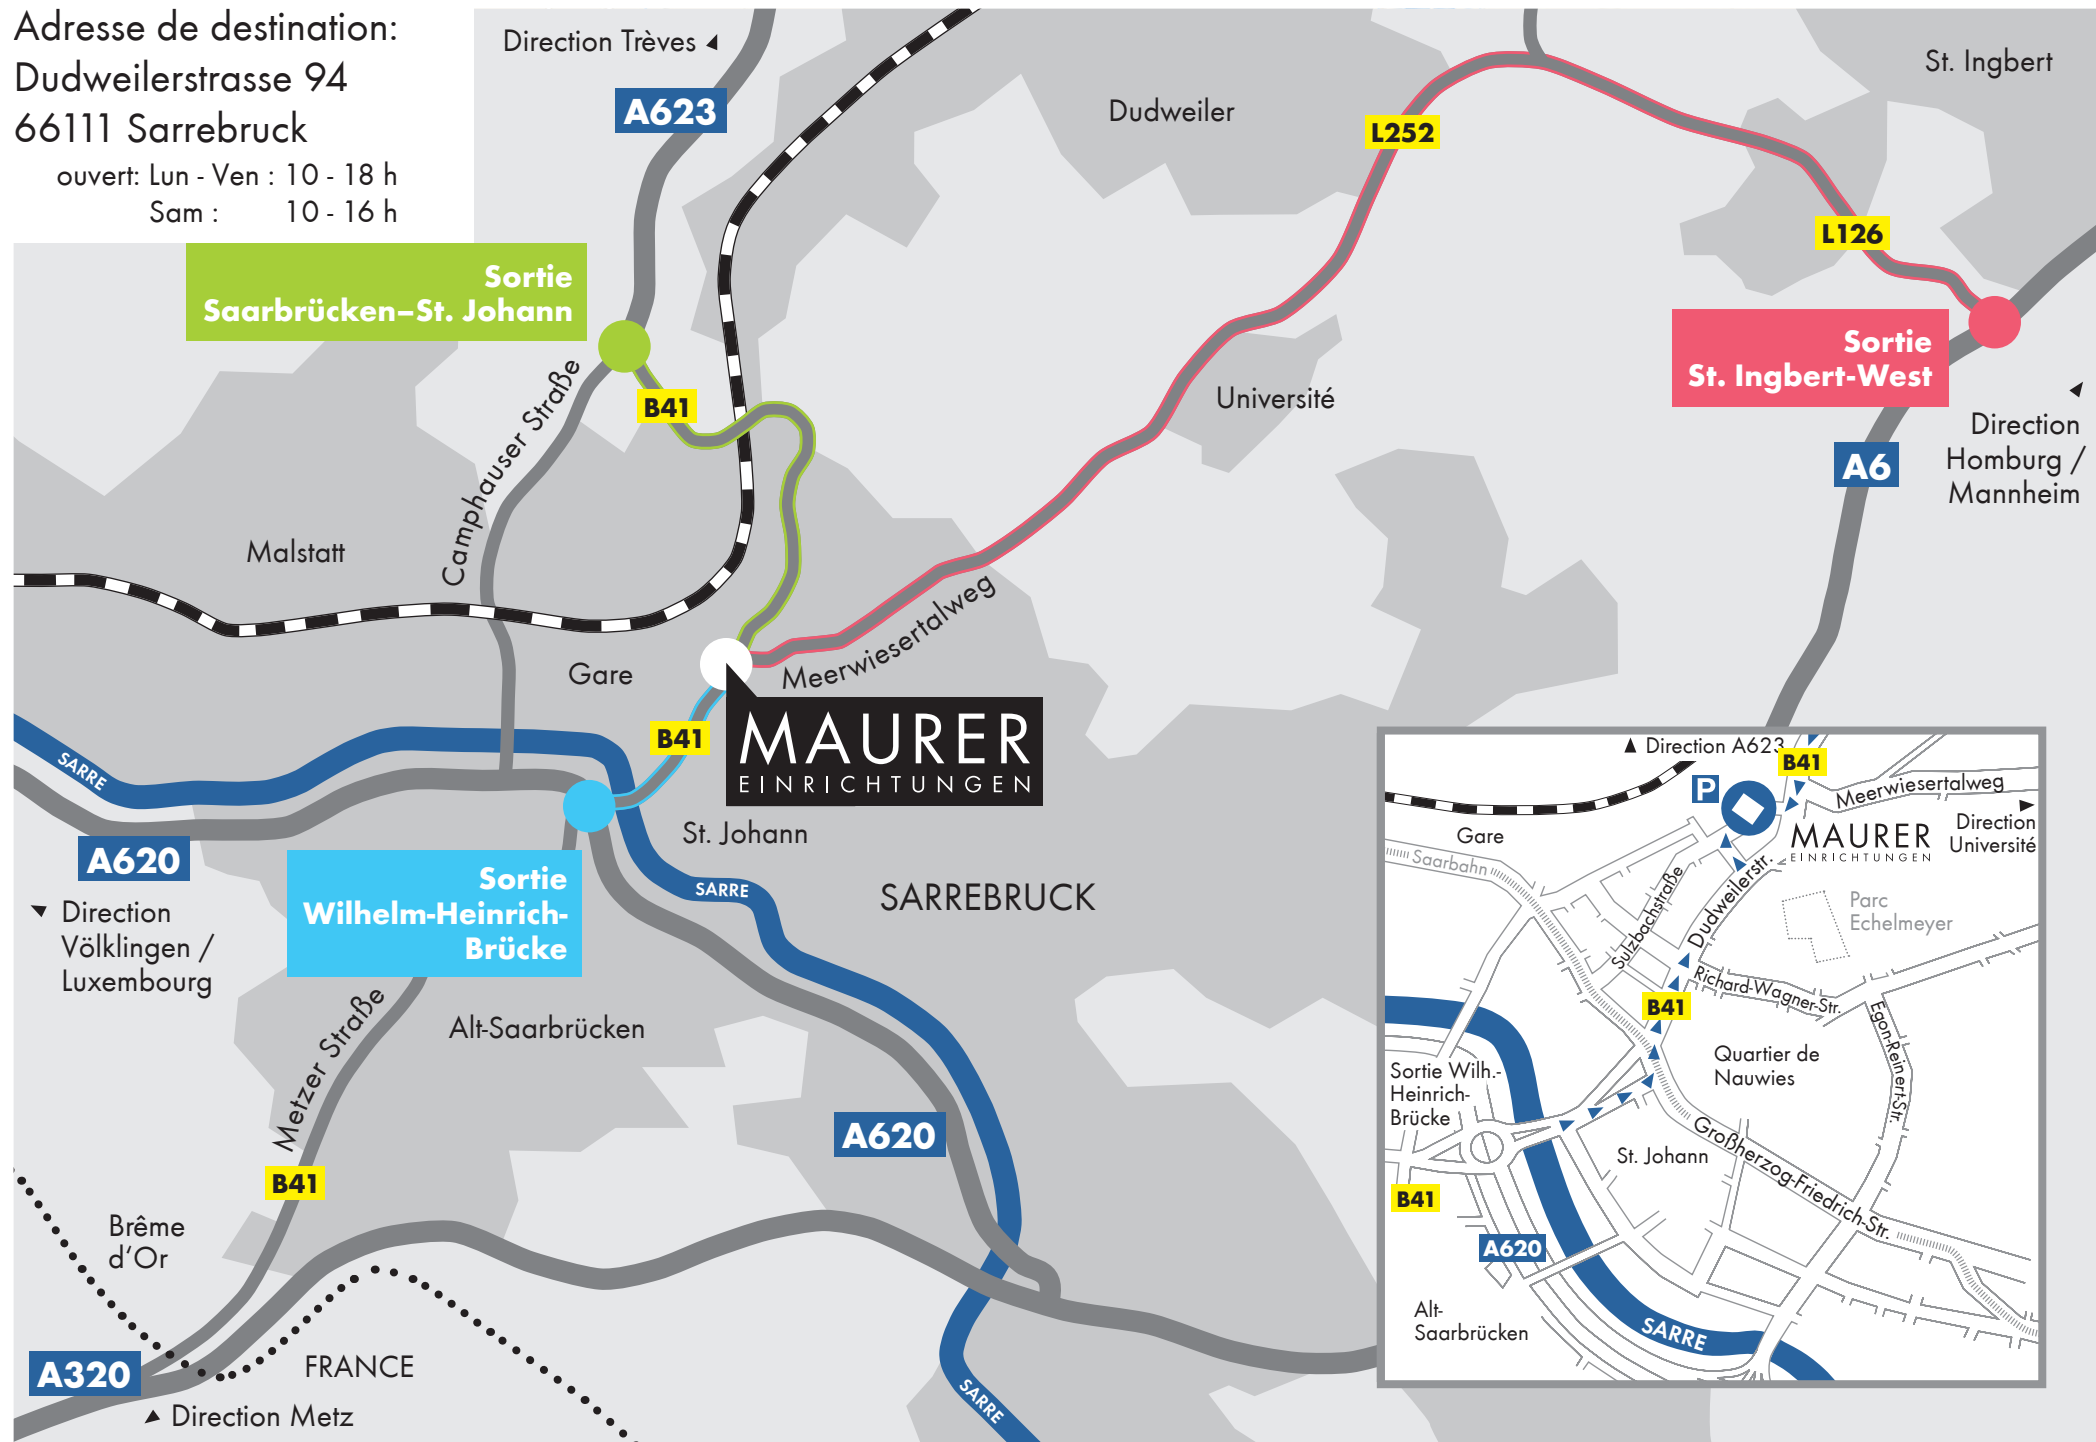 Adresse de destination:
Dudweilerstrasse 94
66111 Sarrebruck
ouvert: Lun - Ven : 10 - 18 h
Sam : 10 - 16 h
Direction Trèves
A623
Dudweiler
L252
St. Ingbert
L126
Sortie
Saarbrücken–St. Johann
Sortie
St. Ingbert-West
B41
Camphauser Straße
Université
A6
Direction
Homburg /
Mannheim
Malstatt
Gare
Meerwiesertalweg
B41
MAURER
EINRICHTUNGEN
SARRE
A620
St. Johann
Sortie
Wilhelm-Heinrich-
Brücke
SARRE
SARREBRUCK
Direction
Völklingen /
Luxembourg
Metzer Straße
Alt-Saarbrücken
A620
B41
Brême
d'Or
A320
FRANCE
Direction Metz
SARRE
Direction A623
B41
P
Meerwiesertalweg
Gare
MAURER
EINRICHTUNGEN
Direction
Université
Saarbahn
Sulzbachstraße
Dudweilerstr.
Parc
Echelmeyer
Richard-Wagner-Str.
B41
Egon-Reinert-Str.
Quartier de
Nauwies
Sortie Wilh.-
Heinrich-
Brücke
St. Johann
Großherzog-Friedrich-Str.
B41
A620
Alt-
Saarbrücken
SARRE